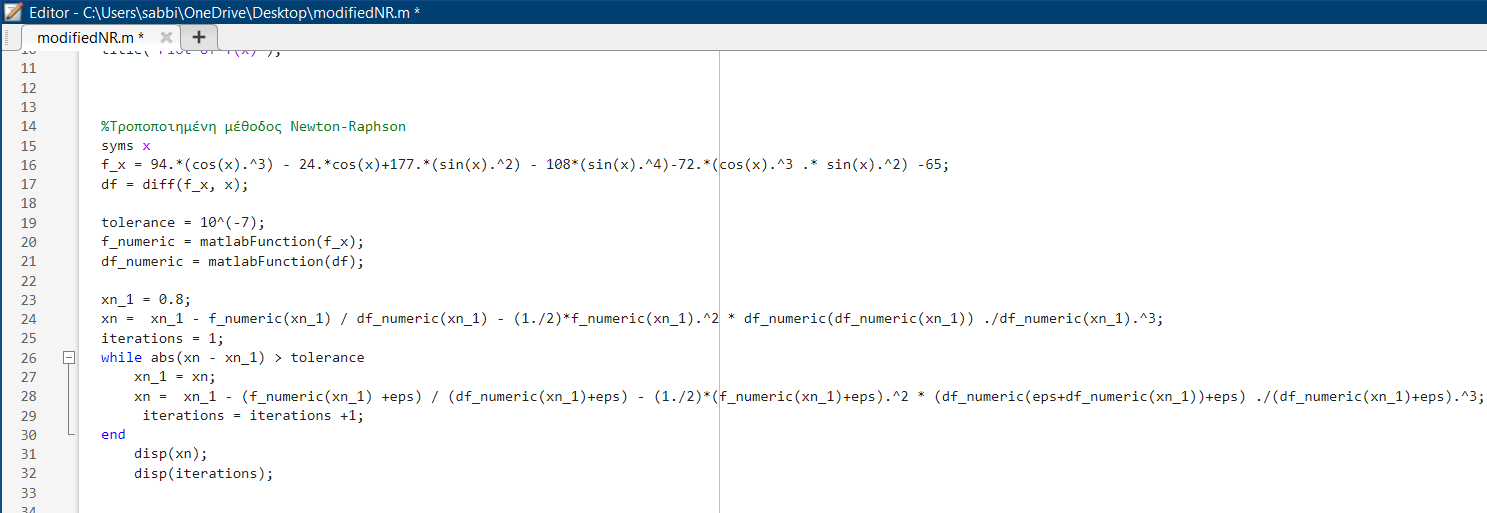 Editor - C:\Users\sabbi\OneDrive\Desktop\modifiedNR.m *
modifiedNR.m *
11
12
13
14 %Τροποποιημένη μέθοδος Newton-Raphson
15 syms x
16 f_x = 94.*(cos(x).^3) - 24.*cos(x)+177.*(sin(x).^2) - 108*(sin(x).^4)-72.*(cos(x).^3 .* sin(x).^2) -65;
17 df = diff(f_x, x);
18
19 tolerance = 10^(-7);
20 f_numeric = matlabFunction(f_x);
21 df_numeric = matlabFunction(df);
22
23 xn_1 = 0.8;
24 xn =  xn_1 - f_numeric(xn_1) / df_numeric(xn_1) - (1./2)*f_numeric(xn_1).^2 * df_numeric(df_numeric(xn_1)) ./df_numeric(xn_1).^3;
25 iterations = 1;
26 while abs(xn - xn_1) > tolerance
27 xn_1 = xn;
28 xn =  xn_1 - (f_numeric(xn_1) +eps) / (df_numeric(xn_1)+eps) - (1./2)*(f_numeric(xn_1)+eps).^2 * (df_numeric(eps+df_numeric(xn_1))+eps) ./(df_numeric(xn_1)+eps).^3;
29 iterations = iterations +1;
30 end
31 disp(xn);
32 disp(iterations);
33